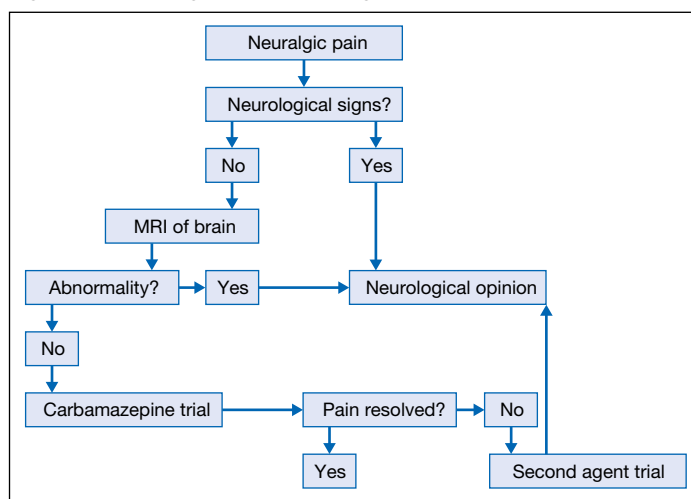 Neuralgic pain
Neurological signs?
No
Yes
MRI of brain
Abnormality?
Yes
Neurological opinion
No
Carbamazepine trial
Pain resolved?
No
Yes
Second agent trial